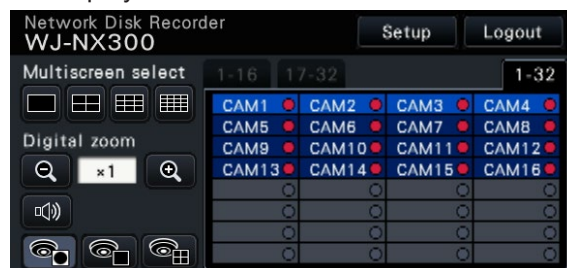 Network Disk Recorder
WJ-NX300
Setup
Logout
Multiscreen select
1-16 17-32 1-32
CAM1 CAM2 CAM3 CAM4
CAM5 CAM6 CAM7 CAM8
Digital zoom
CAM9 CAM10 CAM11 CAM12
×1
CAM13 CAM14 CAM15 CAM16